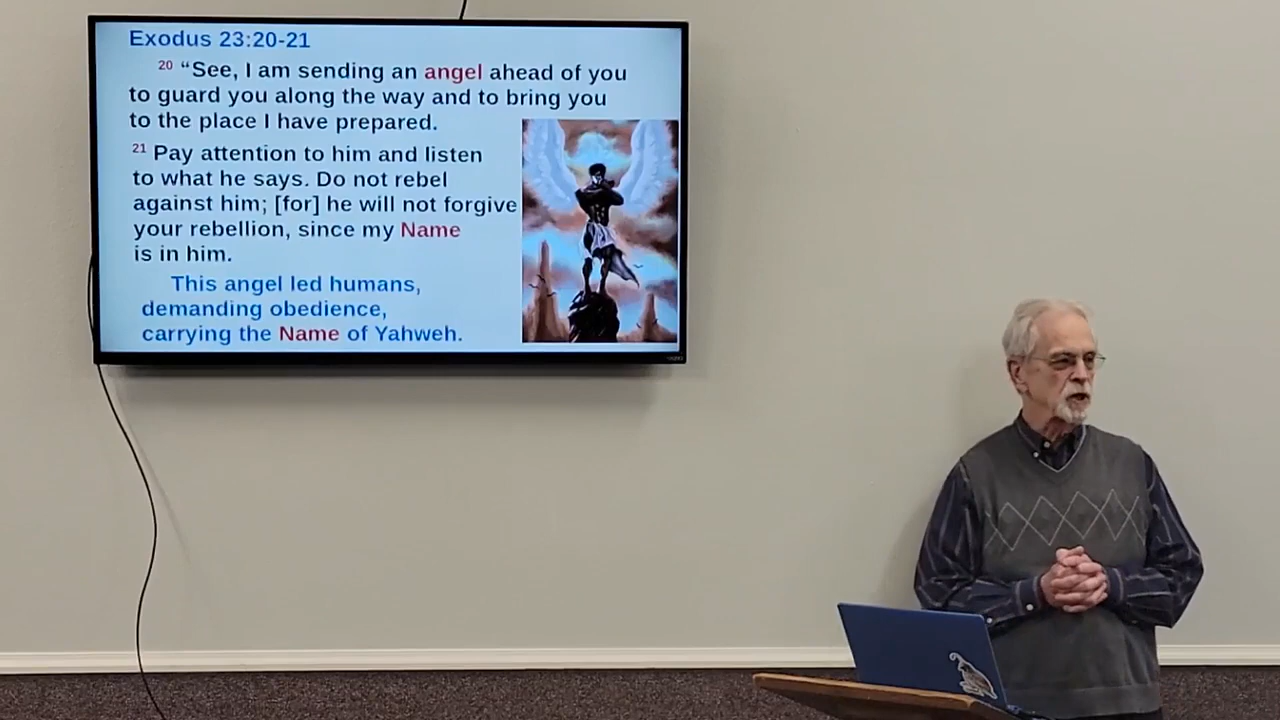 Exodus 23:20-21
20 “See, I am sending an angel ahead of you
to guard you along the way and to bring you
to the place I have prepared.
21 Pay attention to him and listen
to what he says. Do not rebel
against him; [for] he will not forgive
your rebellion, since my Name
is in him.
This angel led humans,
demanding obedience,
carrying the Name of Yahweh.